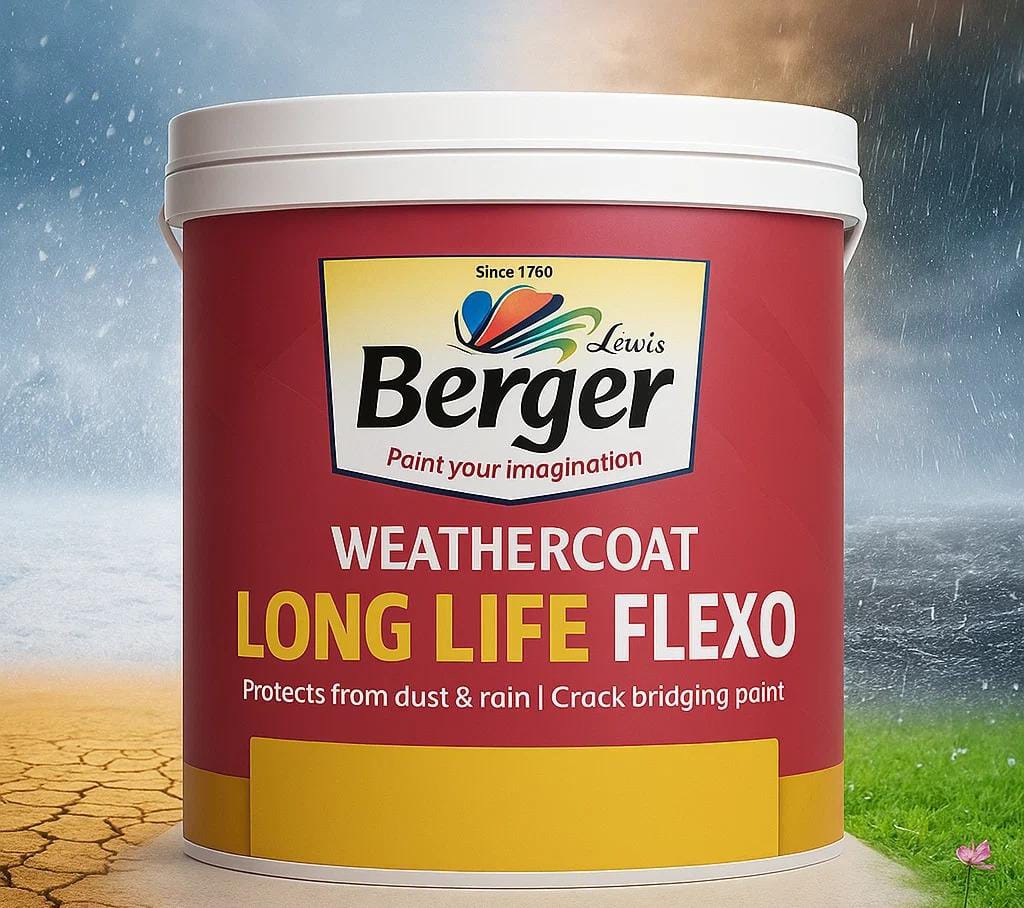 Since 1760
Lewis
Berger
Paint your imagination
WEATHERCOAT
LONG LIFE FLEXO
Protects from dust & rain | Crack bridging paint